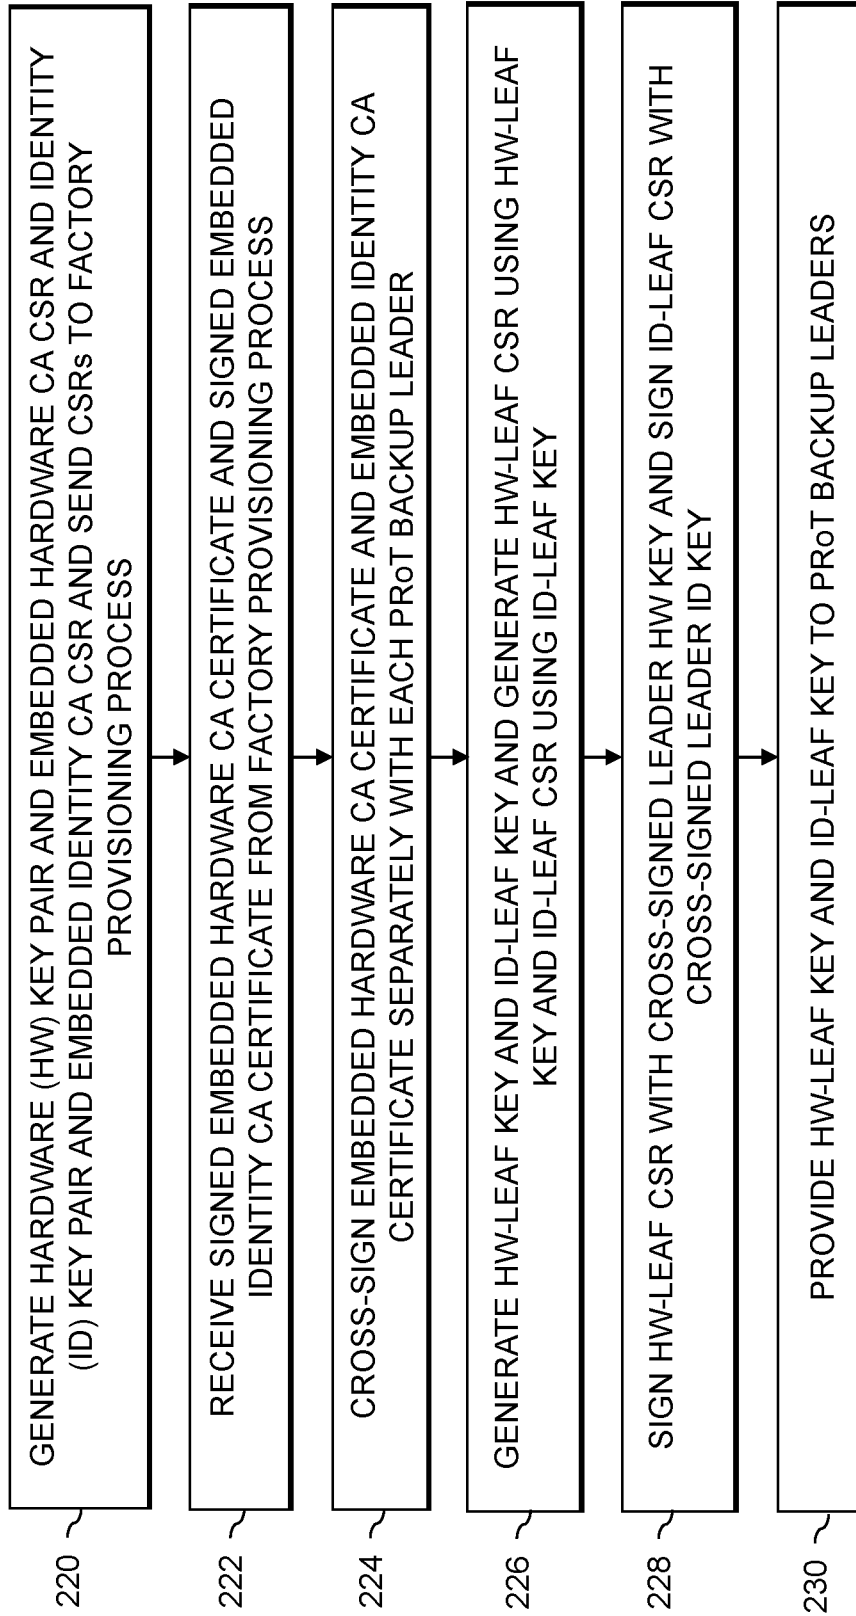 220
GENERATE HARDWARE (HW) KEY PAIR AND EMBEDDED HARDWARE CA CSR AND IDENTITY
(ID) KEY PAIR AND EMBEDDED IDENTITY CA CSR AND SEND CSRs TO FACTORY
PROVISIONING PROCESS
222
RECEIVE SIGNED EMBEDDED HARDWARE CA CERTIFICATE AND SIGNED EMBEDDED
IDENTITY CA CERTIFICATE FROM FACTORY PROVISIONING PROCESS
224
CROSS-SIGN EMBEDDED HARDWARE CA CERTIFICATE AND EMBEDDED IDENTITY CA
CERTIFICATE SEPARATELY WITH EACH PRoT BACKUP LEADER
226
GENERATE HW-LEAF KEY AND ID-LEAF KEY AND GENERATE HW-LEAF CSR USING HW-LEAF
KEY AND ID-LEAF CSR USING ID-LEAF KEY
228
SIGN HW-LEAF CSR WITH CROSS-SIGNED LEADER HW KEY AND SIGN ID-LEAF CSR WITH
CROSS-SIGNED LEADER ID KEY
230
PROVIDE HW-LEAF KEY AND ID-LEAF KEY TO PRoT BACKUP LEADERS